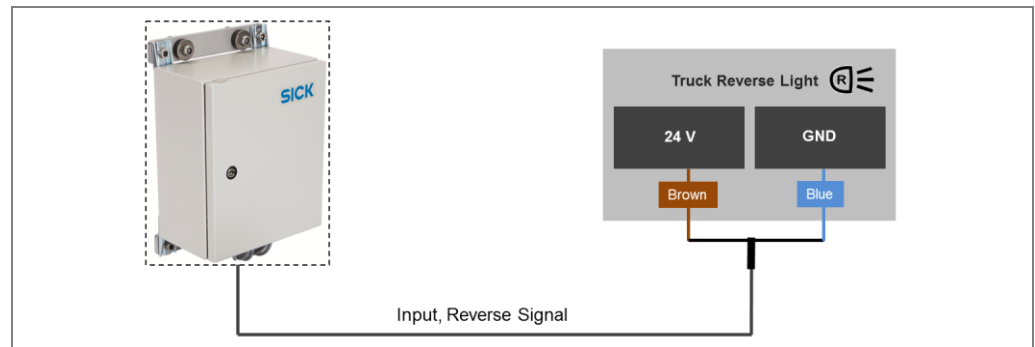 SICK
Truck Reverse Light R
24 V
GND
Brown
Blue
Input, Reverse Signal